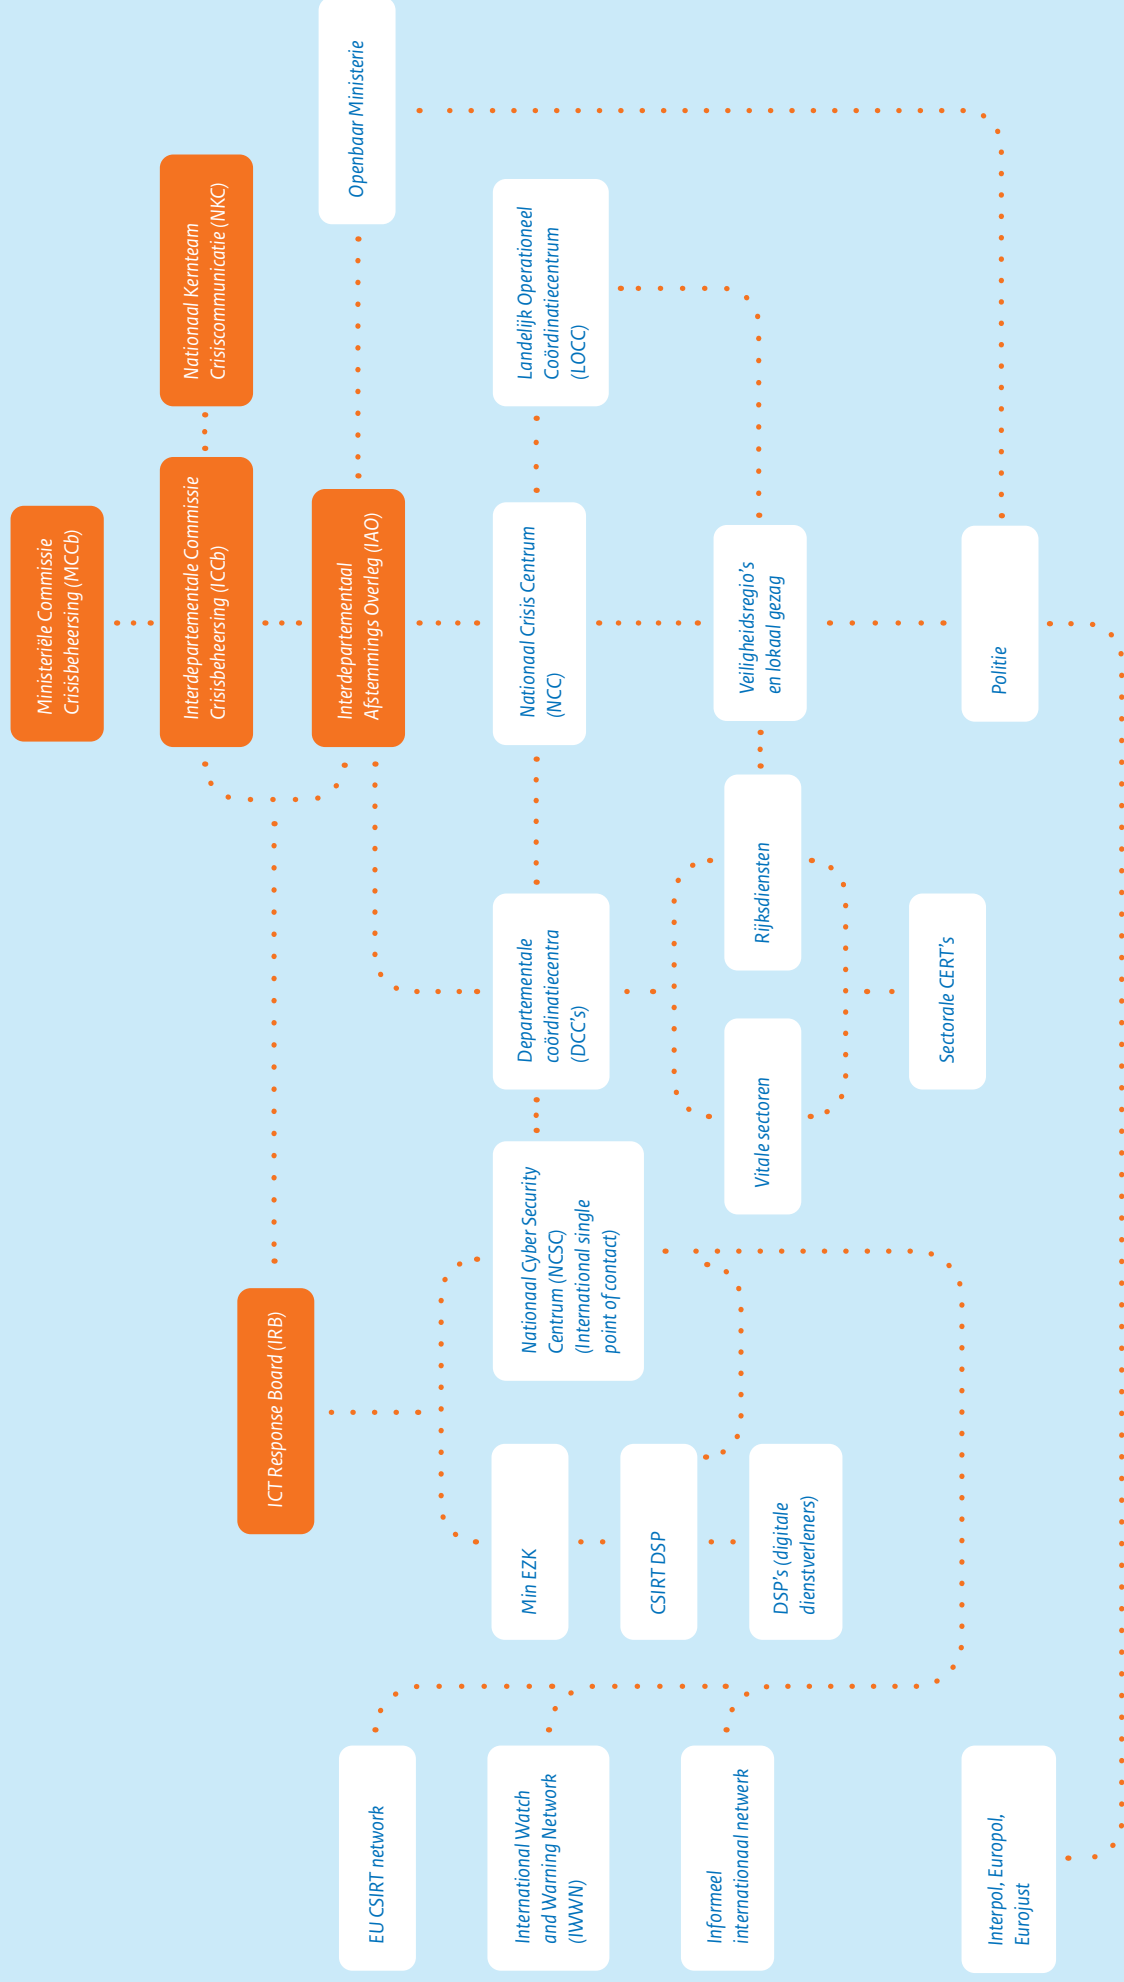 Ministeriële Commissie
Crisisbeheersing (MCCb)
Interdepartementale Commissie
Crisisbeheersing (ICCb)
Nationaal Kernteam
Crisiscommunicatie (NKC)
ICT Response Board (IRB)
Interdepartementaal
Afstemmings Overleg (IAO)
Openbaar Ministerie
EU CSIRT network
International Watch
and Warning Network
(IWWN)
Informeel
internationaal netwerk
Interpol, Europol,
Eurojust
Min EZK
CSIRT DSP
DSP's (digitale
dienstverleners)
Nationaal Cyber Security
Centrum (NCSC)
(International single
point of contact)
Departementale
coördinatiecentra
(DCC's)
Nationaal Crisis Centrum
(NCC)
Landelijk Operationeel
Coördinatiecentrum
(LOCC)
Vitale sectoren
Rijksdiensten
Veiligheidsregio's
en lokaal gezag
Sectorale CERT's
Politie